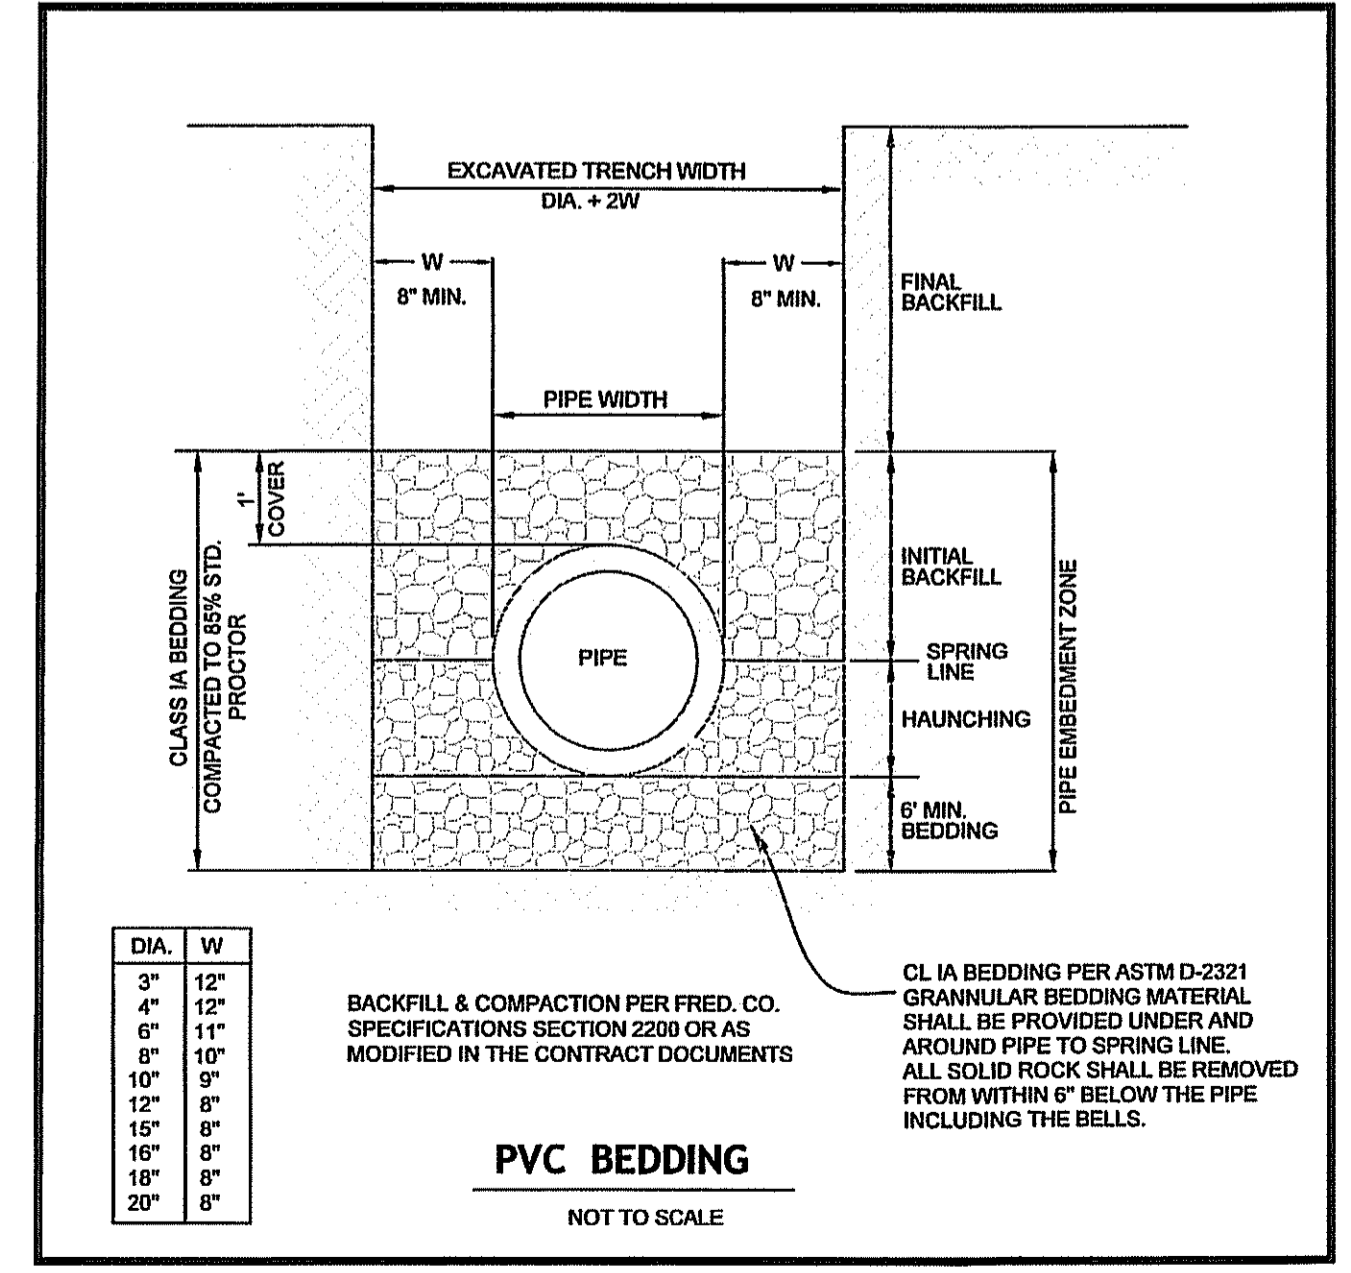 EXCAVATED TRENCH WIDTH
DIA. + 2W
W
8" MIN.
W
8" MIN.
FINAL
BACKFILL
PIPE WIDTH
1'
COVER
CLASS IA BEDDING
COMPACTED TO 85% STD.
PROCTOR
PIPE
INITIAL
BACKFILL
SPRING
LINE
HAUNCHING
6' MIN.
BEDDING
PIPE EMBEDMENT ZONE
DIA. W
3" 12"
4" 12"
6" 11"
8" 10"
10" 9"
12" 8"
15" 8"
16" 8"
18" 8"
20" 8"
BACKFILL & COMPACTION PER FRED. CO.
SPECIFICATIONS SECTION 2200 OR AS
MODIFIED IN THE CONTRACT DOCUMENTS
CL IA BEDDING PER ASTM D-2321
GRANNULAR BEDDING MATERIAL
SHALL BE PROVIDED UNDER AND
AROUND PIPE TO SPRING LINE.
ALL SOLID ROCK SHALL BE REMOVED
FROM WITHIN 6" BELOW THE PIPE
INCLUDING THE BELLS.
PVC BEDDING
NOT TO SCALE